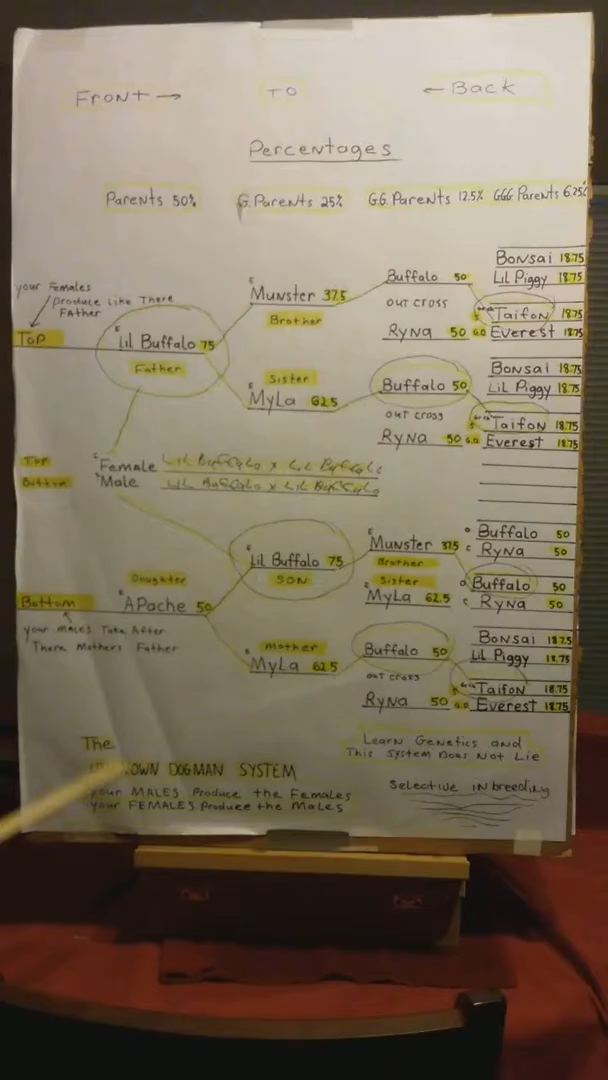 Front → TO ← Back
Percentages
Parents 50% G.Parents 25% GG. Parents 12.5% GGG Parents 6.25%
Bonsai 18.75
Buffalo 50 Lil Piggy 18.75
your Females
produce Like There
Father
Munster 37.5 out cross Taifon 18.75
Brother Ryna 50 G.D Everest 18.75
Top Lil Buffalo 75
Father
Sister Bonsai 18.75
MyLa 62.5 Buffalo 50 Lil Piggy 18.75
out cross Taifon 18.75
Ryna 50 G.D Everest 18.75
Top Female Lil Buffalo x Lil Buffalo
Bottom Male Lil Buffalo x Lil Buffalo
Buffalo 50
Munster 37.5 Ryna 50
Lil Buffalo 75 Brother
SON Sister Buffalo 50
Daughter MyLa 62.5 Ryna 50
Bottom APache 50
your MALES Take After
There Mothers Father
Mother Buffalo 50 Bonsai 18.75
MyLa 62.5 Lil Piggy 18.75
out cross Taifon 18.75
Ryna 50 G.D Everest 18.75
The
DOGMAN SYSTEM
your MALES Produce the Females
your FEMALES Produce the Males
Learn Genetics and
This System Does Not Lie
Selective INbreeding